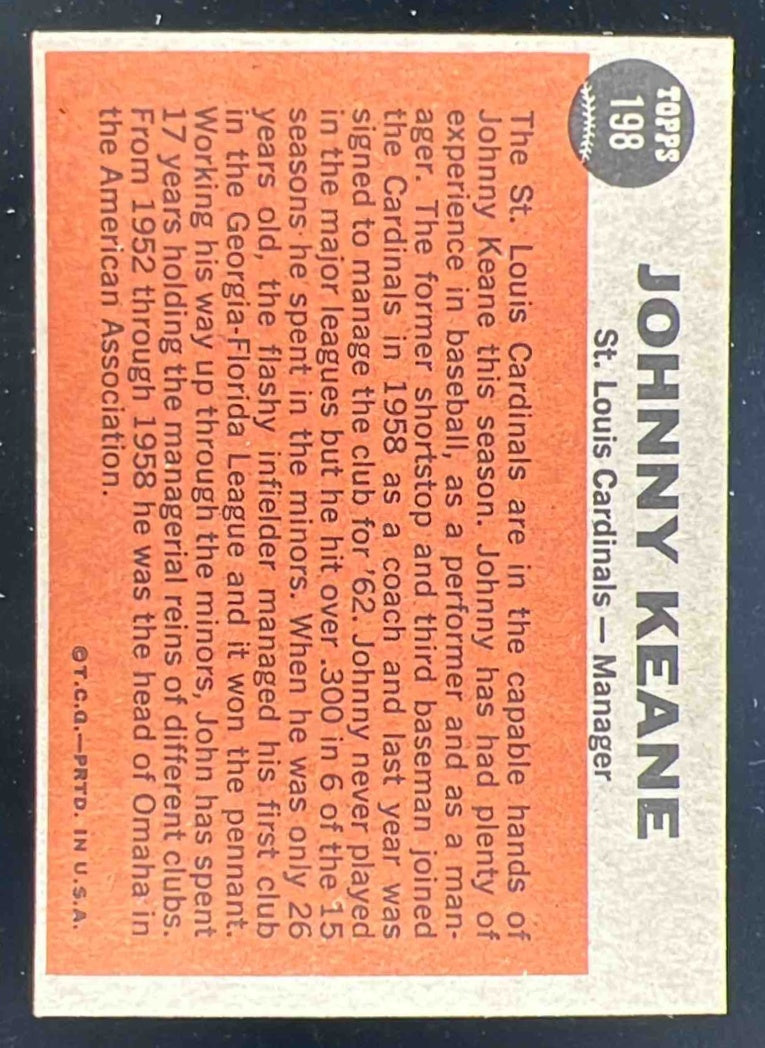 TOPPS
198
JOHNNY KEANE
St. Louis Cardinals — Manager
The St. Louis Cardinals are in the capable hands of
Johnny Keane this season. Johnny has had plenty of
experience in baseball, as a performer and as a man-
ager. The former shortstop and third baseman joined
the Cardinals in 1958 as a coach and last year was
signed to manage the club for '62. Johnny never played
in the major leagues but he hit over .300 in 6 of the 15
seasons he spent in the minors. When he was only 26
years old, the flashy infielder managed his first club
in the Georgia-Florida League and it won the pennant.
Working his way up through the minors, John has spent
17 years holding the managerial reins of different clubs.
From 1952 through 1958 he was the head of Omaha in
the American Association.
©T.C.G.—PRTD. IN U.S.A.